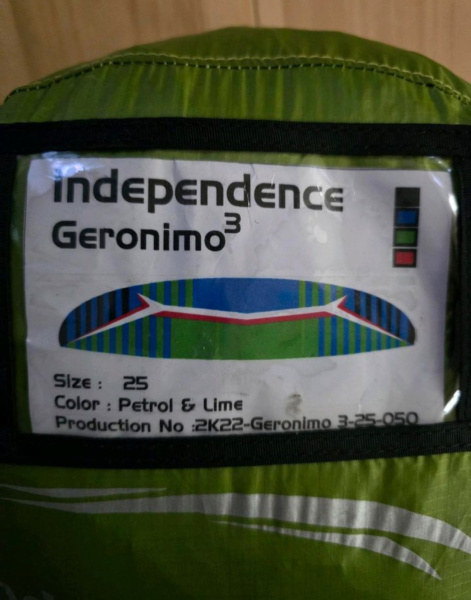 independence
Geronimo³
Size : 25
Color : Petrol & Lime
Production No :2K22-Geronimo 3-25-050